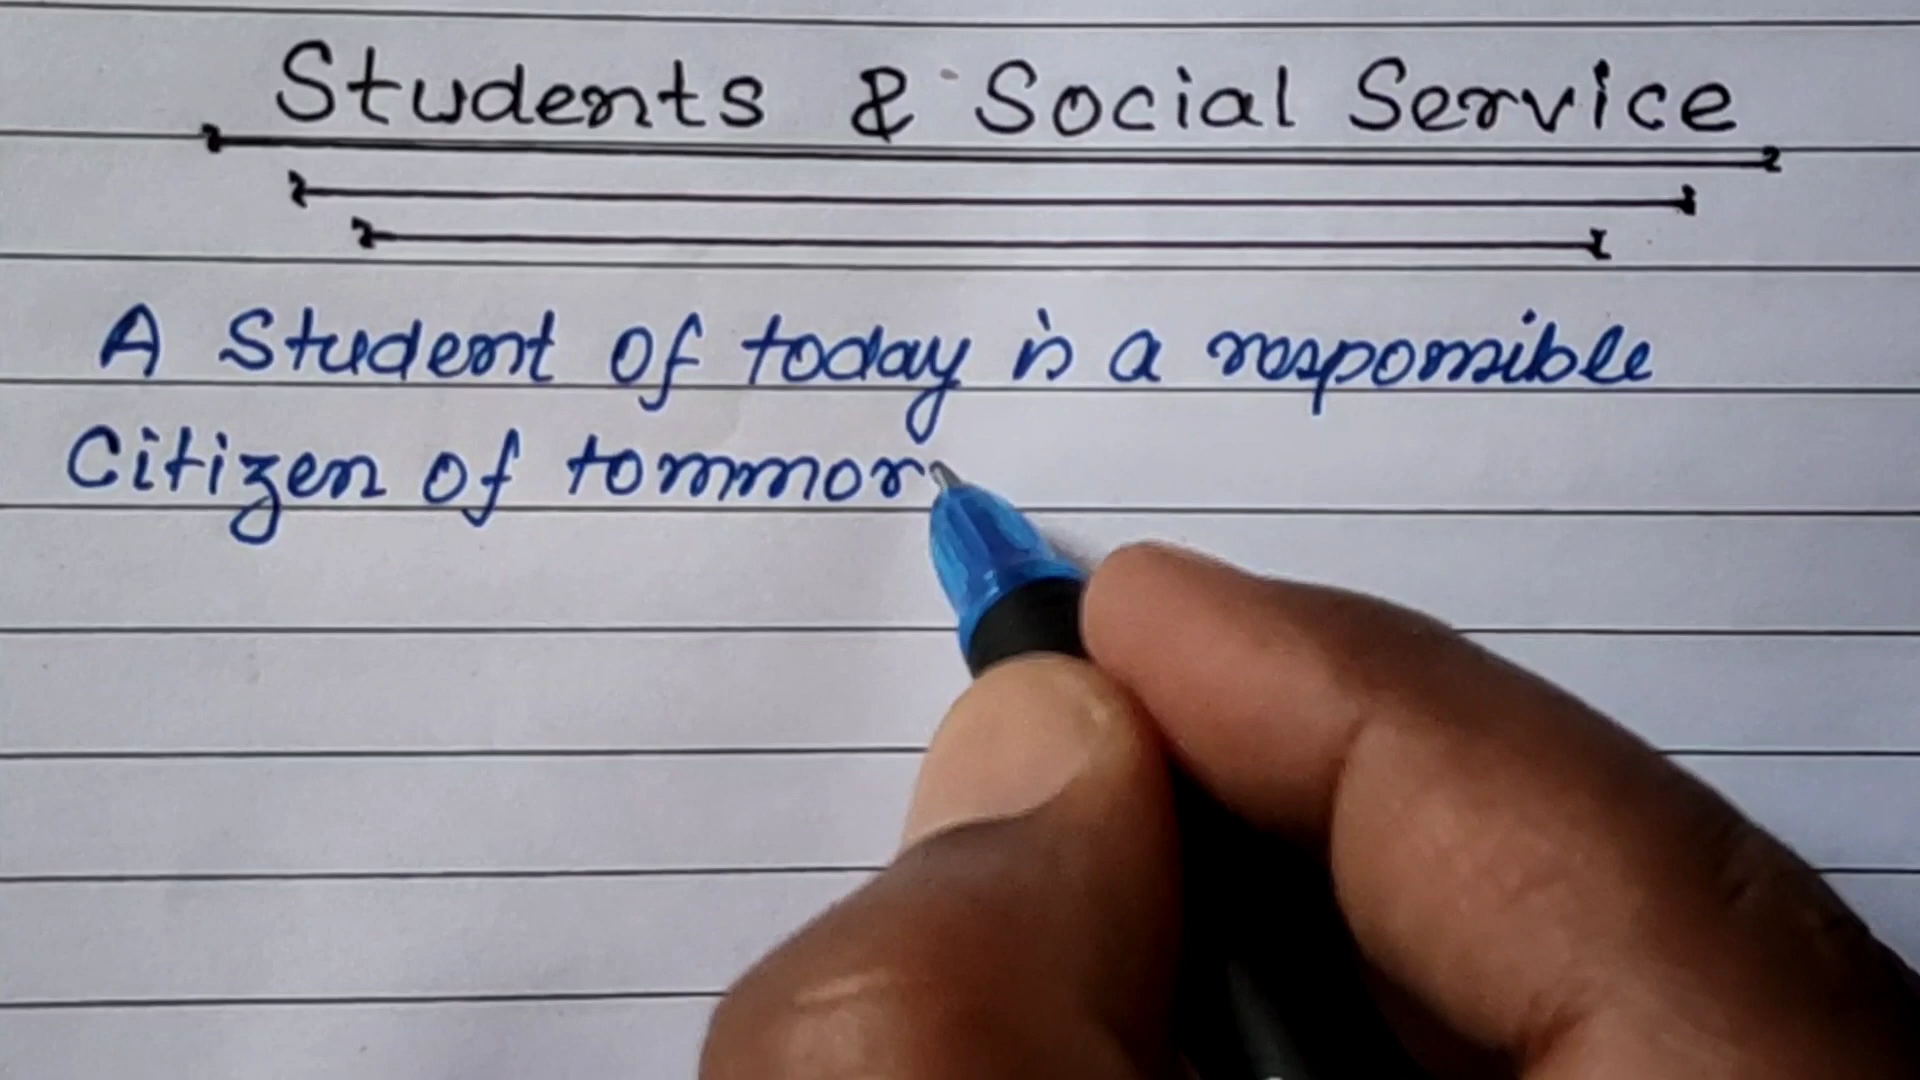 Students & Social Service
A Student of today is a responsible
Citizen of tommor